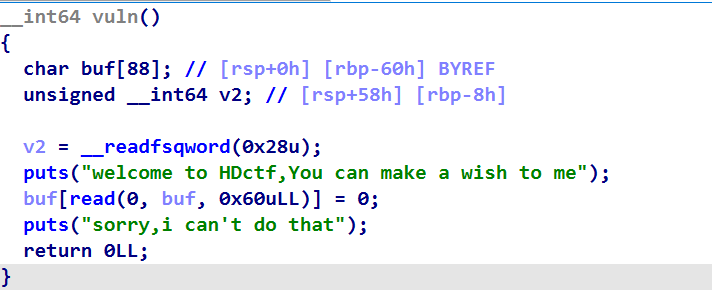 __int64 vuln()
{
  char buf[88]; // [rsp+0h] [rbp-60h] BYREF
  unsigned __int64 v2; // [rsp+58h] [rbp-8h]

  v2 = __readfsqword(0x28u);
  puts("welcome to HDctf,You can make a wish to me");
  buf[read(0, buf, 0x60uLL)] = 0;
  puts("sorry,i can't do that");
  return 0LL;
}